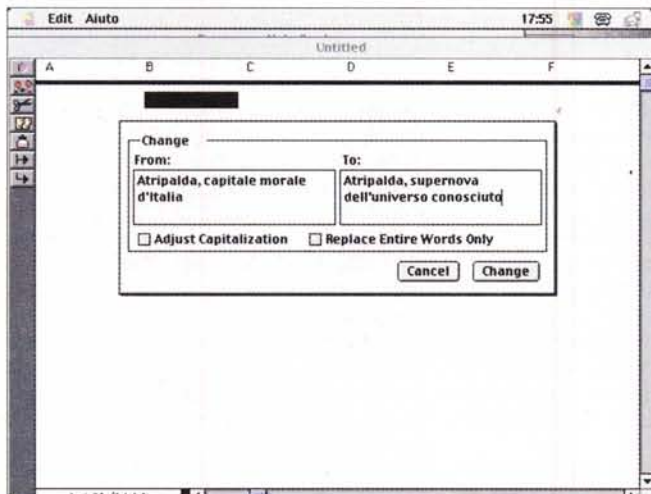 Edit Aiuto 17:55
Untitled
A B C D E F
Change
From: To:
Atripalda, capitale morale
d'Italia
Atripalda, supernova
dell'universo conosciuto
Adjust Capitalization Replace Entire Words Only
Cancel Change